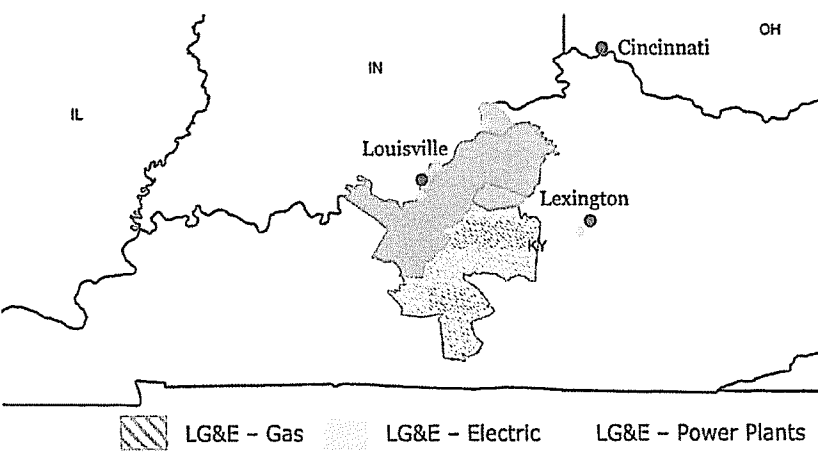 OH
Cincinnati
IN
IL
Louisville
Lexington
KY
LG&E – Gas
LG&E – Electric
LG&E – Power Plants